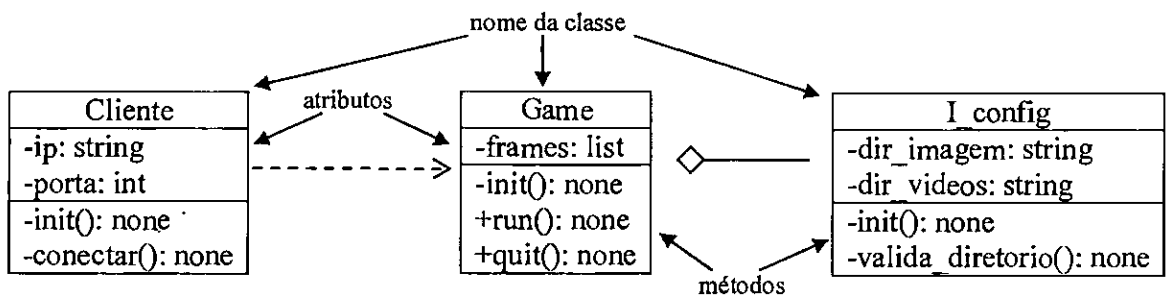 nome da classe
Cliente
-ip: string
-porta: int
-init(): none
-conectar(): none
atributos
Game
-frames: list
-init(): none
+run(): none
+quit(): none
I_config
-dir_imagem: string
-dir_videos: string
-init(): none
-valida_diretorio(): none
métodos